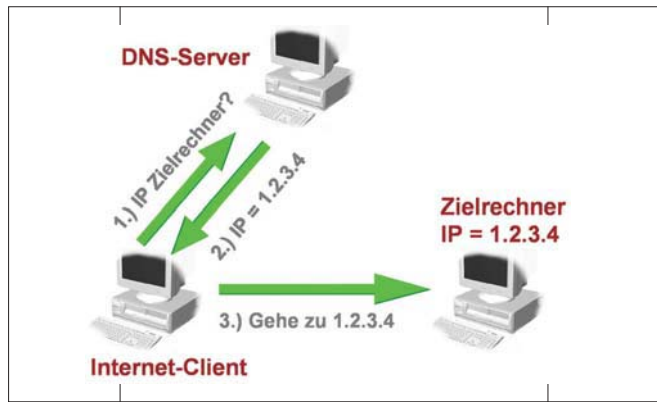 DNS-Server
1.) IP Zielrechner?
2.) IP = 1.2.3.4
Zielrechner
IP = 1.2.3.4
3.) Gehe zu 1.2.3.4
Internet-Client